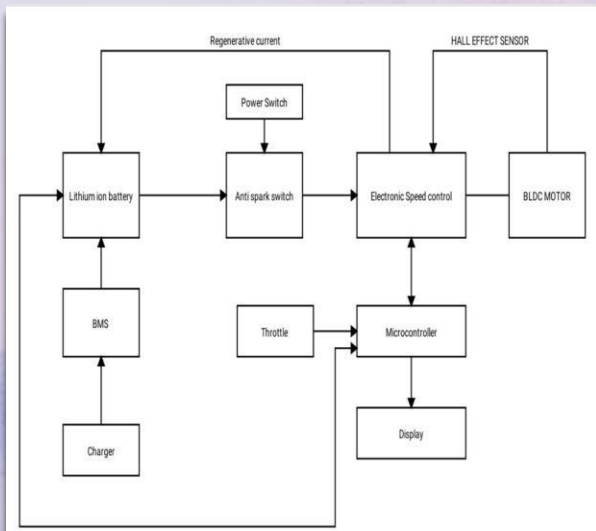 Regenerative current
HALL EFFECT SENSOR
Power Switch
Lithium ion battery
Anti spark switch
Electronic Speed control
BLDC MOTOR
BMS
Throttle
Microcontroller
Charger
Display